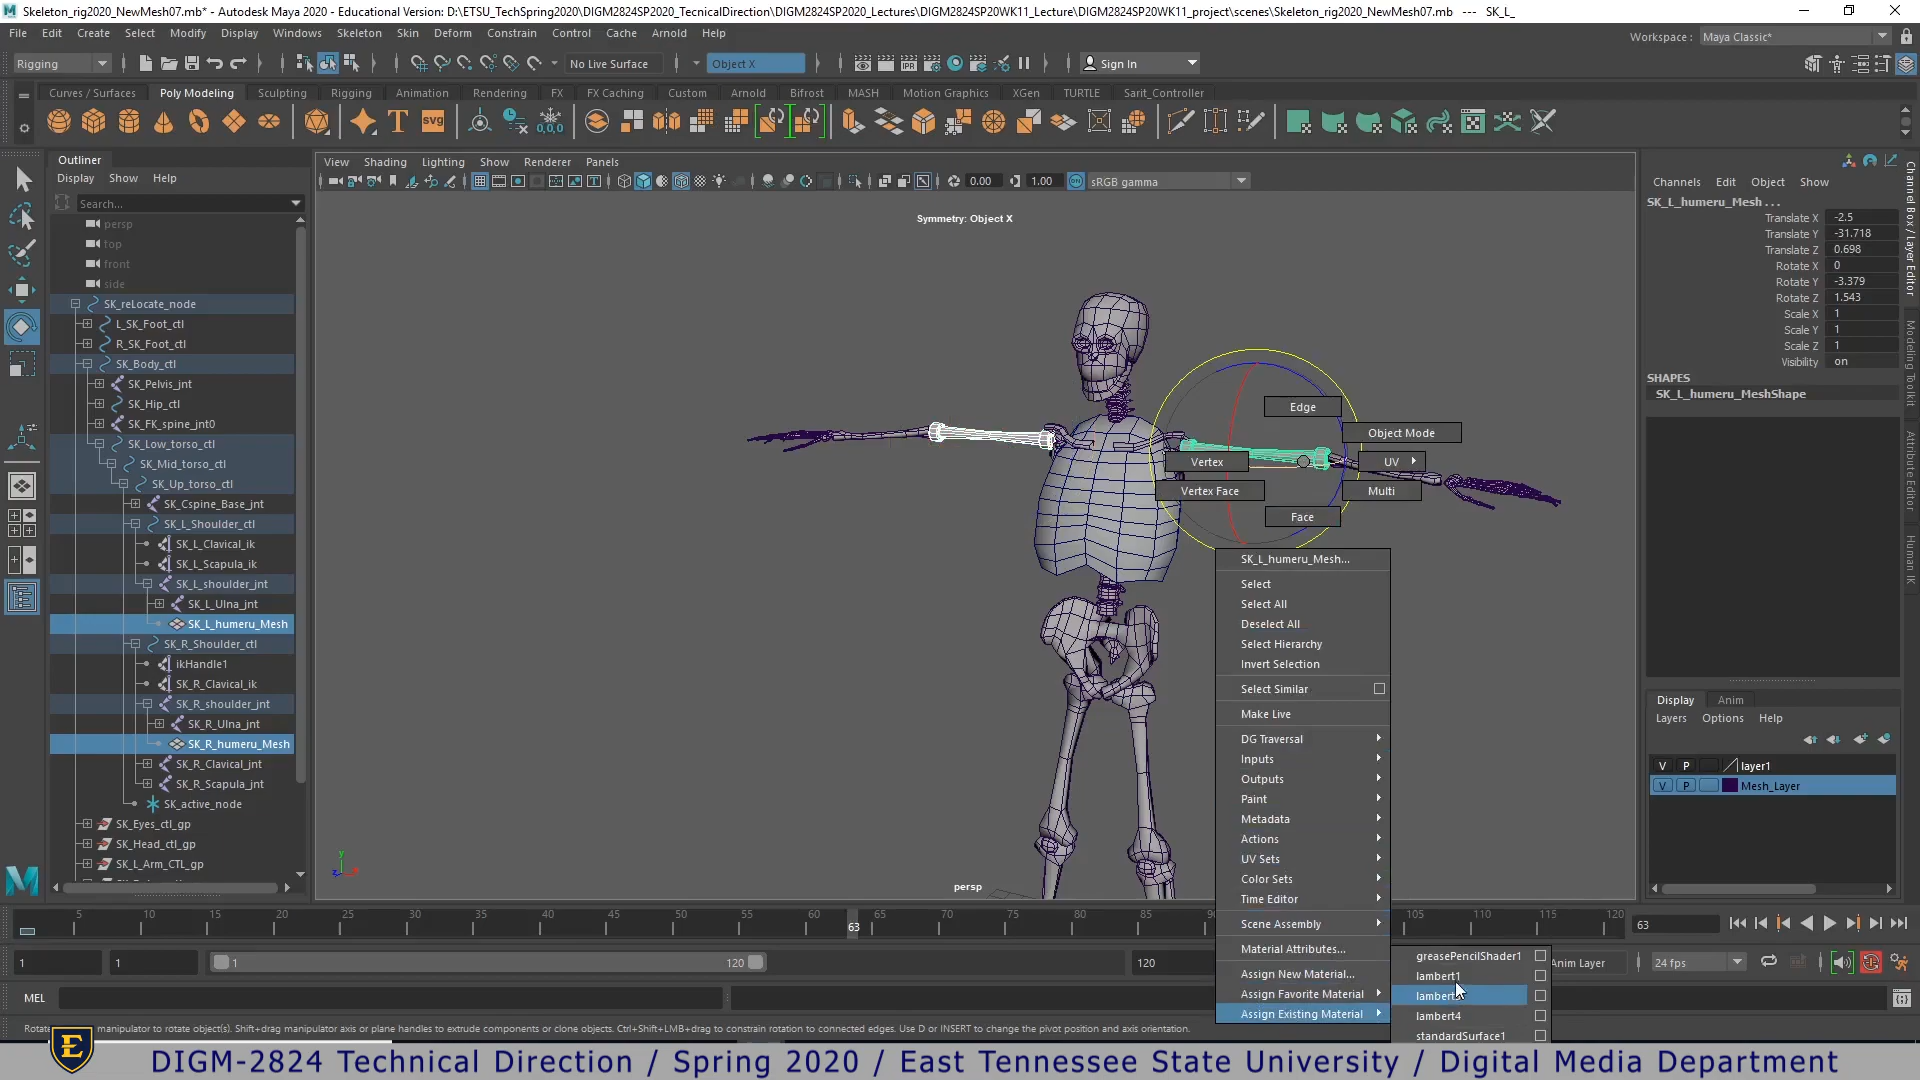 Skeleton_rig2020_NewMesh07.mb* - Autodesk Maya 2020 - Educational Version: D:\ETSU_TechSpring2020\DIGM2824SP2020_TecnicalDirection\DIGM2824SP2020_Lectures\DIGM2824SP20WK11_Lecture\DIGM2824SP20WK11_project\scenes\Skeleton_rig2020_NewMesh07.mb --- SK_L_
File Edit Create Select Modify Display Windows Skeleton Skin Deform Constrain Control Cache Arnold Help
Workspace : Maya Classic*
Rigging No Live Surface Object X Sign In
Curves / Surfaces Poly Modeling Sculpting Rigging Animation Rendering FX FX Caching Custom Arnold Bifrost MASH Motion Graphics XGen TURTLE Sarit_Controller
Outliner
Display Show Help
Search...
persp
top
front
side
SK_reLocate_node
L_SK_Foot_ctl
R_SK_Foot_ctl
SK_Body_ctl
SK_Pelvis_jnt
SK_Hip_ctl
SK_FK_spine_jnt0
SK_Low_torso_ctl
SK_Mid_torso_ctl
SK_Up_torso_ctl
SK_Cspine_Base_jnt
SK_L_Shoulder_ctl
SK_L_Clavical_ik
SK_L_Scapula_ik
SK_L_shoulder_jnt
SK_L_Ulna_jnt
SK_L_humeru_Mesh
SK_R_Shoulder_ctl
ikHandle1
SK_R_Clavical_ik
SK_R_shoulder_jnt
SK_R_Ulna_jnt
SK_R_humeru_Mesh
SK_R_Clavical_jnt
SK_R_Scapula_jnt
SK_active_node
SK_Eyes_ctl_gp
SK_Head_ctl_gp
SK_L_Arm_CTL_gp
View Shading Lighting Show Renderer Panels
0.00 1.00 sRGB gamma
Symmetry: Object X
Edge
Object Mode
Vertex
UV
Vertex Face
Multi
Face
persp
SK_L_humeru_Mesh...
Select
Select All
Deselect All
Select Hierarchy
Invert Selection
Select Similar
Make Live
DG Traversal
Inputs
Outputs
Paint
Metadata
Actions
UV Sets
Color Sets
Time Editor
Scene Assembly
Material Attributes...
Assign New Material...
Assign Favorite Material
Assign Existing Material
greasePencilShader1
lambert1
lambert4
standardSurface1
Channels Edit Object Show
SK_L_humeru_Mesh . . .
Translate X -2.5
Translate Y -31.718
Translate Z 0.698
Rotate X 0
Rotate Y -3.379
Rotate Z 1.543
Scale X 1
Scale Y 1
Scale Z 1
Visibility on
SHAPES
SK_L_humeru_MeshShape
Channel Box / Layer Editor
Modeling Toolkit
Attribute Editor
Human IK
Display Anim
Layers Options Help
V P layer1
V P Mesh_Layer
5 10 15 20 25 30 35 40 45 50 55 60 65 70 75 80 85 105 110 115 120
63 63
1 1 1 120 120 Anim Layer 24 fps
MEL
manipulator to rotate object(s). Shift+drag manipulator axis or plane handles to extrude components or clone objects. Ctrl+Shift+LMB+drag to constrain rotation to connected edges. Use D or INSERT to change the pivot position and axis orientation.
E
DIGM-2824 Technical Direction / Spring 2020 / East Tennessee State University / Digital Media Department